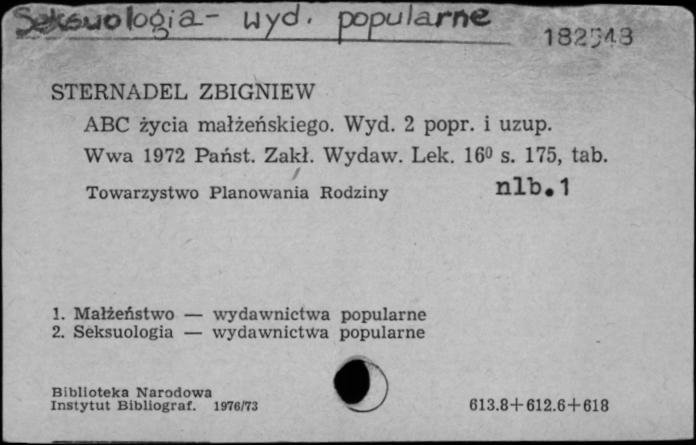 Seksuologia - wyd. popularne
182543
STERNADEL ZBIGNIEW
ABC życia małżeńskiego. Wyd. 2 popr. i uzup.
Wwa 1972 Państ. Zakł. Wydaw. Lek. 16⁰ s. 175, tab.
nlb. 1
Towarzystwo Planowania Rodziny
1. Małżeństwo — wydawnictwa popularne
2. Seksuologia — wydawnictwa popularne
Biblioteka Narodowa
Instytut Bibliograf. 1976/73
613.8+612.6+618